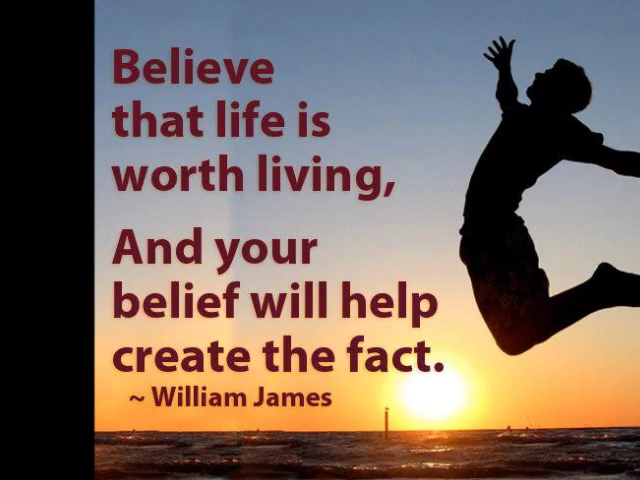 Believe
that life is
worth living,
And your
belief will help
create the fact.
~ William James